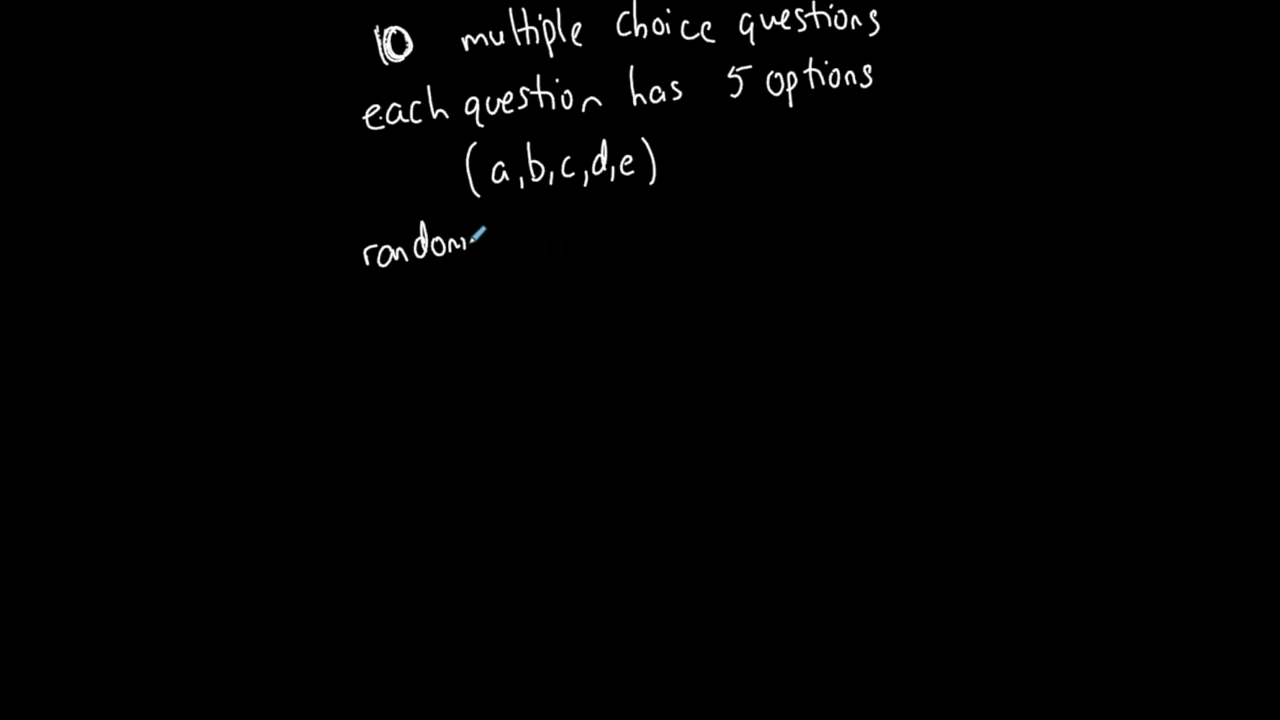 10 multiple choice questions
each question has 5 options
(a,b,c,d,e)
random